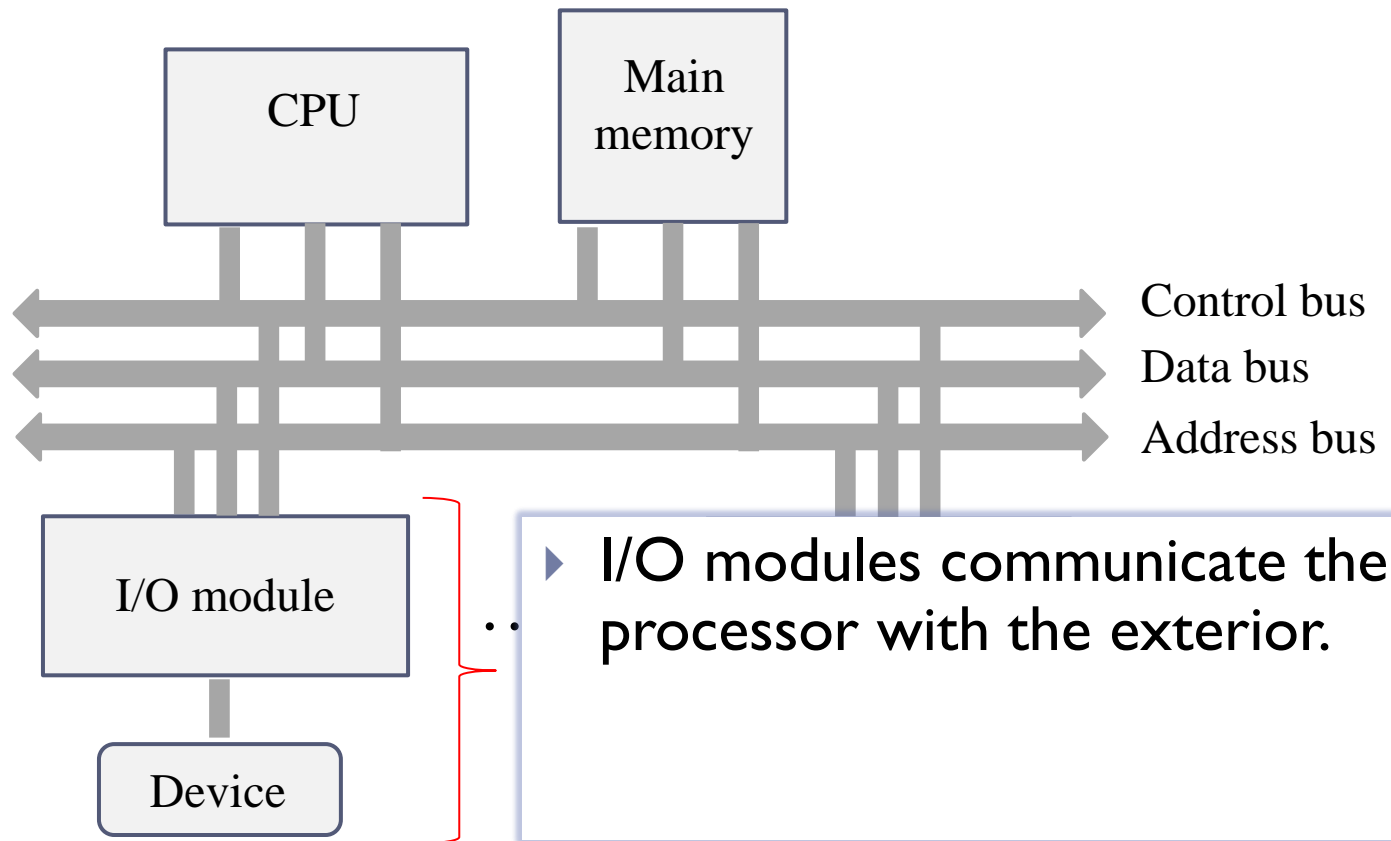 CPU
Main
memory
Control bus
Data bus
Address bus
I/O module
..
I/O modules communicate the
processor with the exterior.
Device